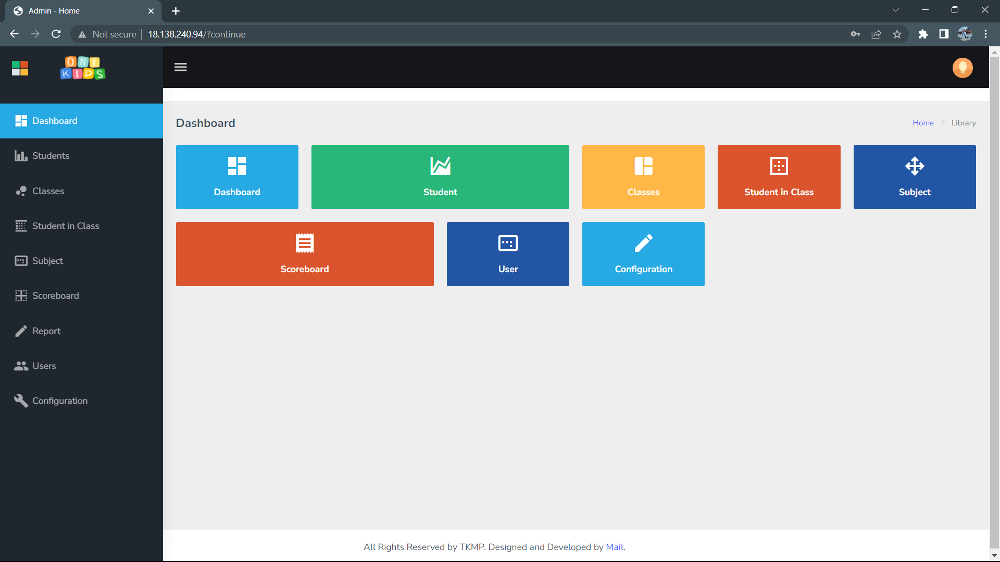 Admin - Home
Not secure
18.138.240.94/?continue
ONE
KIDS
Dashboard
Students
Classes
Student in Class
Subject
Scoreboard
Report
Users
Configuration
Dashboard
Home
Library
Dashboard
Student
Classes
Student in Class
Subject
Scoreboard
User
Configuration
All Rights Reserved by TKMP. Designed and Developed by Mail.